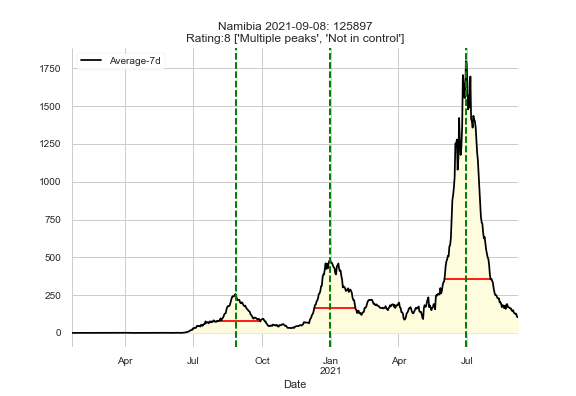 Namibia 2021-09-08: 125897
Rating:8 ['Multiple peaks', 'Not in control']
Average-7d
1750
1500
1250
1000
750
500
250
0
Apr
Jul
Oct
Jan
2021
Apr
Jul
Date